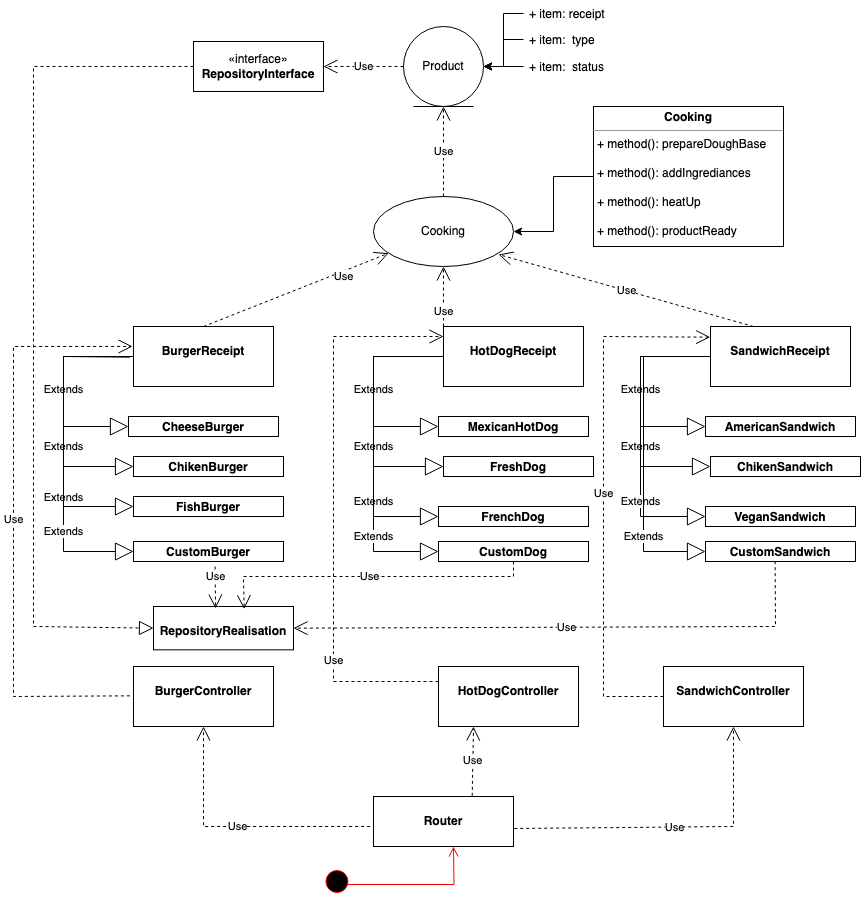 + item: receipt
+ item:  type
+ item:  status
«interface»
RepositoryInterface
Use
Product
Cooking
+ method(): prepareDoughBase
+ method(): addIngrediances
+ method(): heatUp
+ method(): productReady
Use
Cooking
Use
Use
Use
BurgerReceipt
HotDogReceipt
SandwichReceipt
Extends
Extends
Extends
CheeseBurger
MexicanHotDog
AmericanSandwich
Extends
Extends
Extends
ChikenBurger
FreshDog
ChikenSandwich
Use
Extends
Extends
Extends
FishBurger
FrenchDog
VeganSandwich
Use
Extends
Extends
Extends
CustomBurger
CustomDog
CustomSandwich
Use
Use
RepositoryRealisation
Use
Use
BurgerController
HotDogController
SandwichController
Use
Router
Use
Use